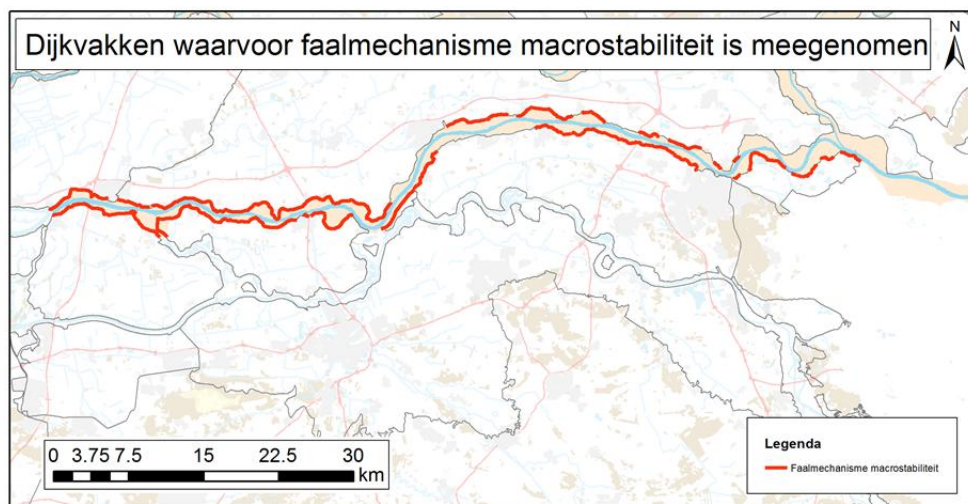 Dijkvakken waarvoor faalmechanisme macrostabiliteit is meegenomen
N
0 3.75 7.5 15 22.5 30
km
Legenda
Faalmechanisme macrostabiliteit